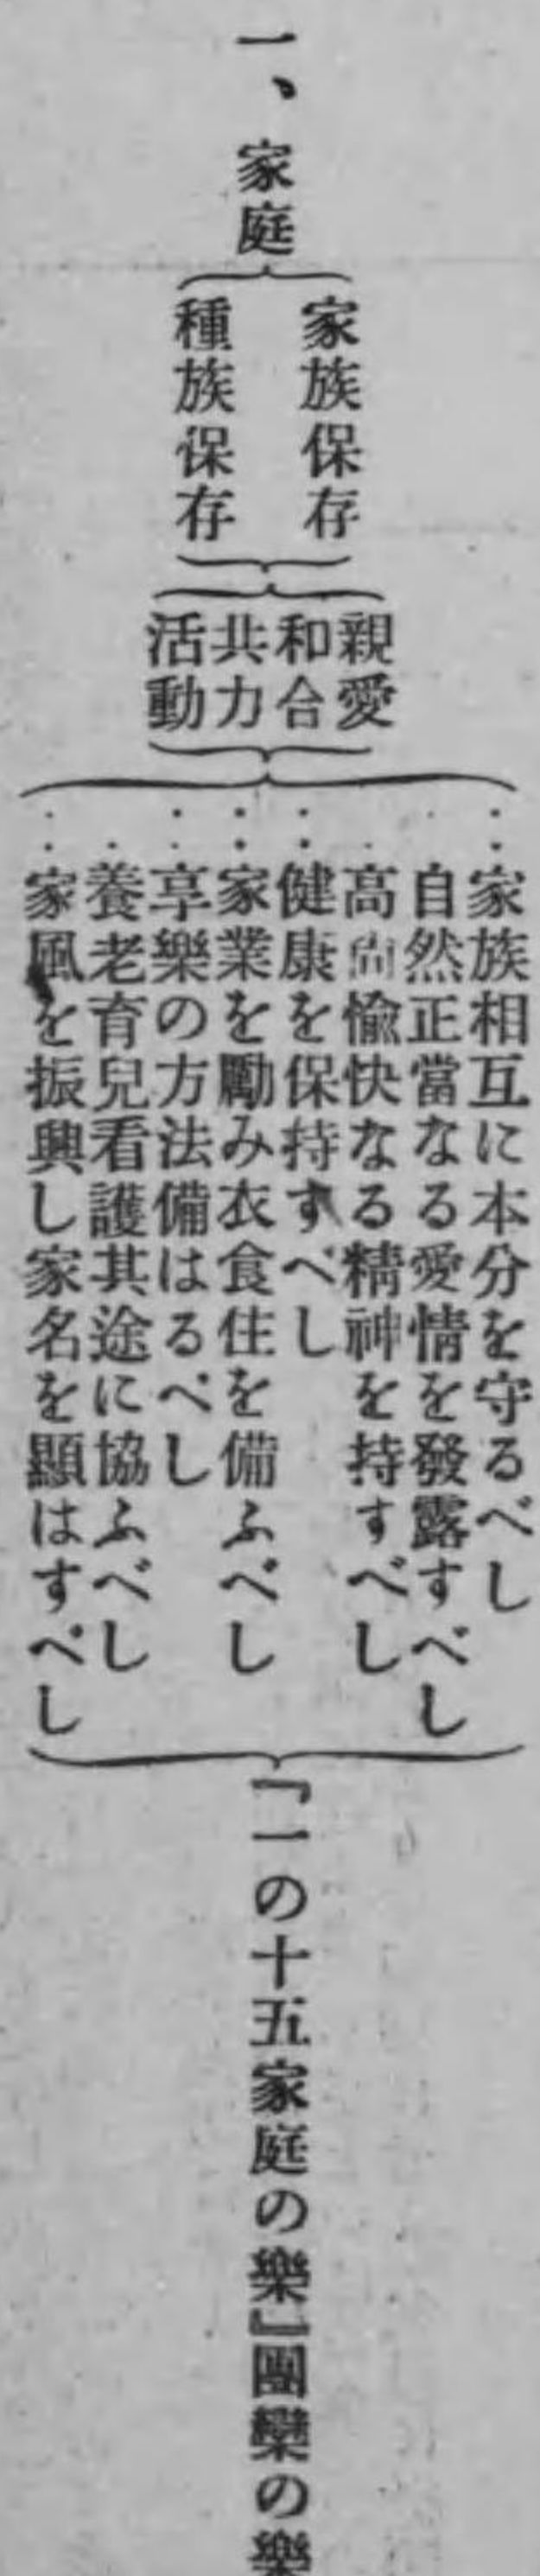 一、家庭
家族保存
種族保存
親愛
和合
共力
活動
家族相互に本分を守るべし
自然正當なる愛情を發露すべし
高尚愉快なる精神を持すべし
健康を保持すべし
家業を勵み衣食住を備ふべし
享樂の方法備はるべし
養老育兒看護其途に協ふべし
家風を振興し家名を顯はすべし
『一の十五家庭の樂』團欒の樂